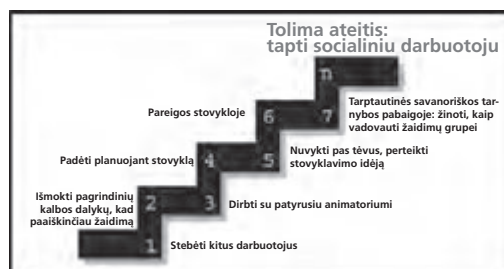 Tolima ateitis:
tapti socialiniu darbuotoju
n
Pareigos stovykloje
6
7
Tarptautinės savanoriškos tar-
nybos pabaigoje: žinoti, kaip
vadovauti žaidimų grupei
Padėti planuojant stovyklą
4
5
Nuvykti pas tėvus, perteikti
stovyklavimo idėją
Išmokti pagrindinių
kalbos dalykų, kad
paaiškinčiau žaidimą
2
3
Dirbti su patyrusiu animatoriumi
1
Stebėti kitus darbuotojus